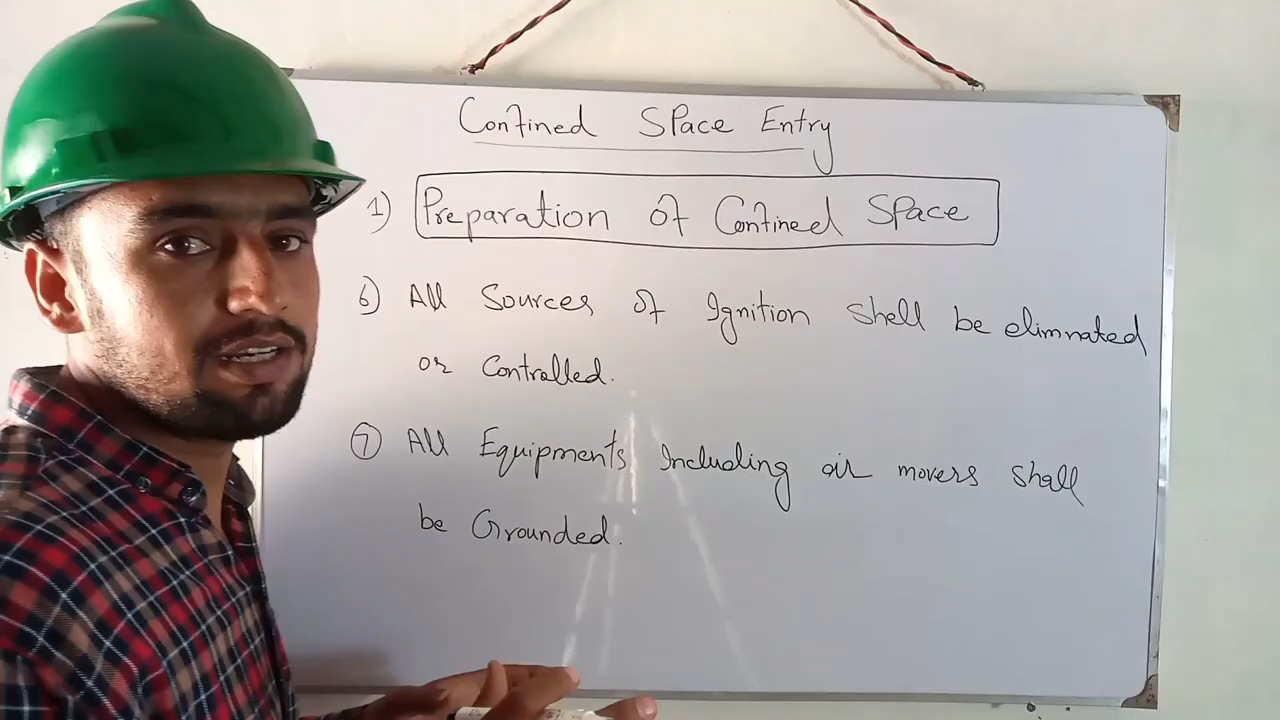 Confined Space Entry
1) Preparation of Confined Space
6) All Sources of Ignition Shell be elimnated
or Controlled.
7 All Equipments Including air movers Shall
be Grounded.